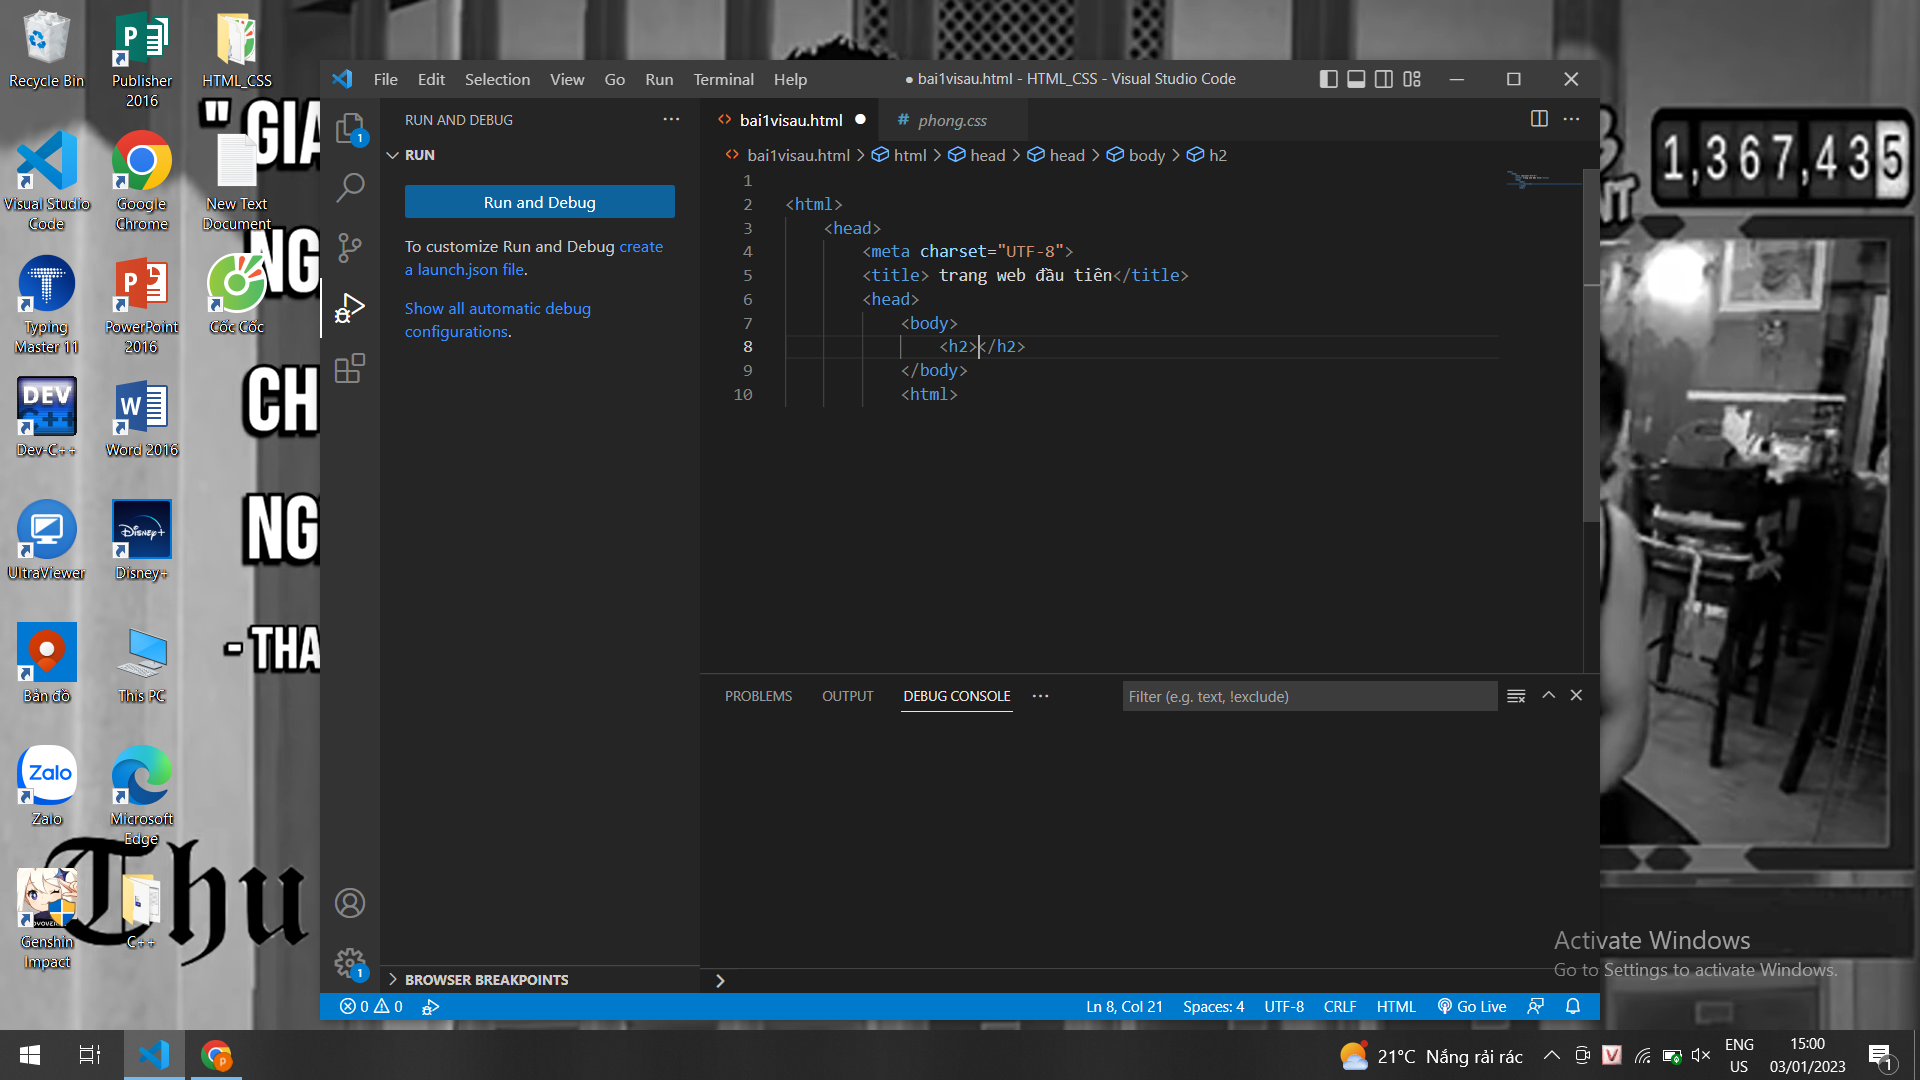 Recycle Bin
Publisher 2016
HTML_CSS
Visual Studio Code
Google Chrome
New Text Document
Typing Master 11
PowerPoint 2016
Cốc Cốc
DEV C++
Dev-C++
Word 2016
UltraViewer
Disney+
Disney+
Bản đồ
This PC
Zalo
Zalo
Microsoft Edge
Genshin Impact
C++
" GIA
NG
CH
NG
- THA
Thu
1,367,435
File Edit Selection View Go Run Terminal Help
● bai1visau.html - HTML_CSS - Visual Studio Code
RUN AND DEBUG
RUN
Run and Debug
To customize Run and Debug create
a launch.json file.
Show all automatic debug
configurations.
BROWSER BREAKPOINTS
bai1visau.html
# phong.css
bai1visau.html > html > head > head > body > h2
1
2 <html>
3 <head>
4 <meta charset="UTF-8">
5 <title> trang web đầu tiên</title>
6 <head>
7 <body>
8 <h2></h2>
9 </body>
10 <html>
PROBLEMS OUTPUT DEBUG CONSOLE
Filter (e.g. text, !exclude)
Activate Windows
Go to Settings to activate Windows.
0 0
Ln 8, Col 21 Spaces: 4 UTF-8 CRLF HTML Go Live
21°C Nắng rải rác
ENG
US
15:00
03/01/2023
1